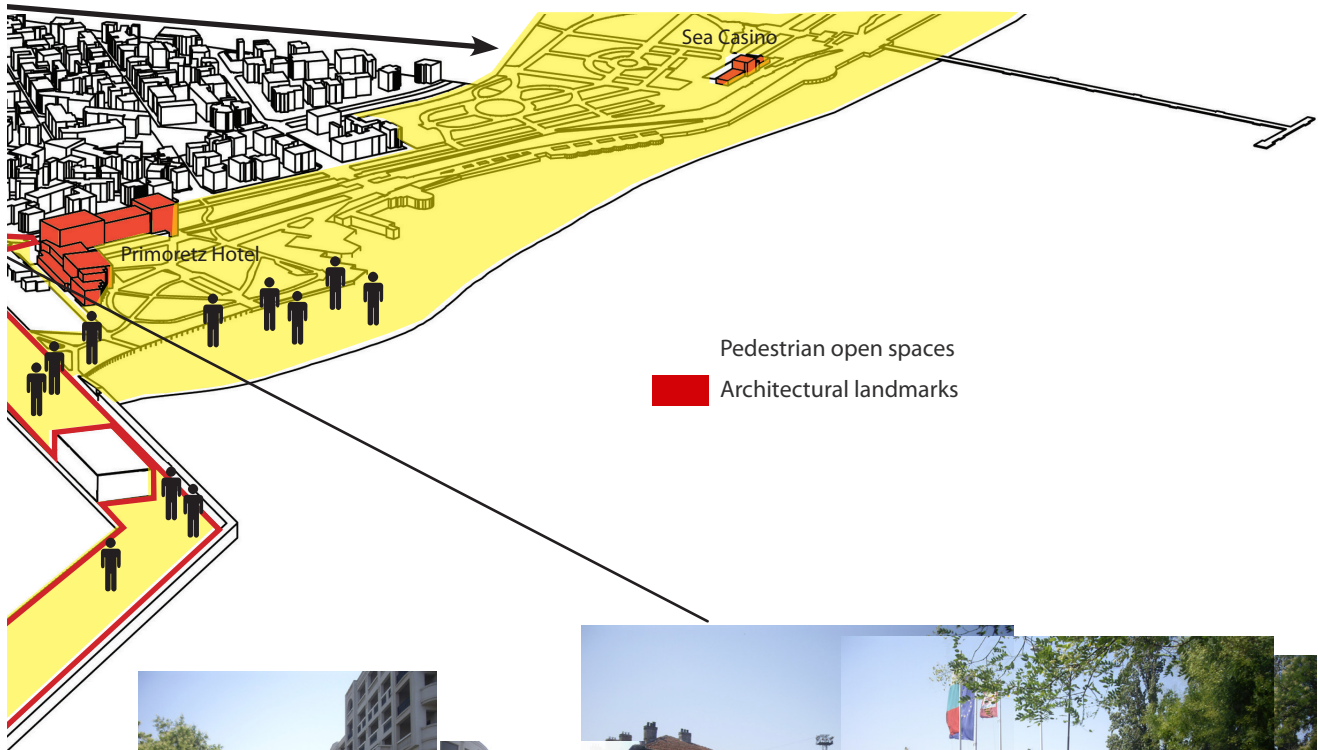 Sea Casino
Primoretz Hotel
Pedestrian open spaces
Architectural landmarks